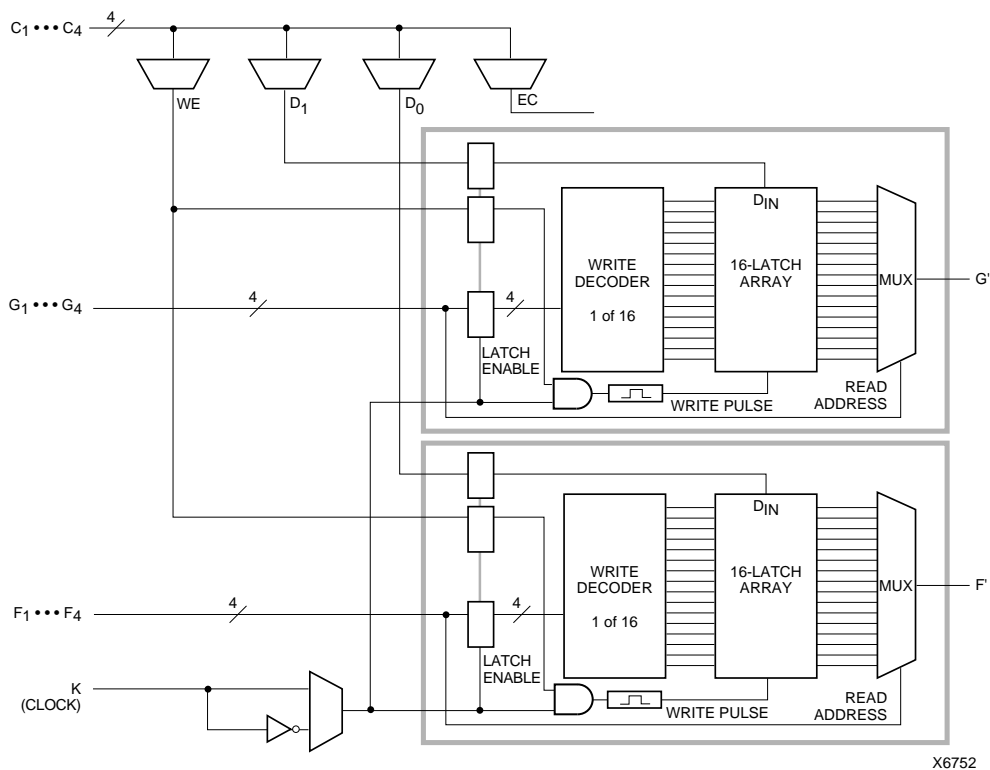 C1 ••• C4
4
WE
D1
D0
EC
DIN
WRITE
DECODER
1 of 16
16-LATCH
ARRAY
MUX
G'
G1 ••• G4
4
4
LATCH
ENABLE
WRITE PULSE
READ
ADDRESS
DIN
WRITE
DECODER
1 of 16
16-LATCH
ARRAY
MUX
F'
F1 ••• F4
4
4
LATCH
ENABLE
K
(CLOCK)
WRITE PULSE
READ
ADDRESS
X6752